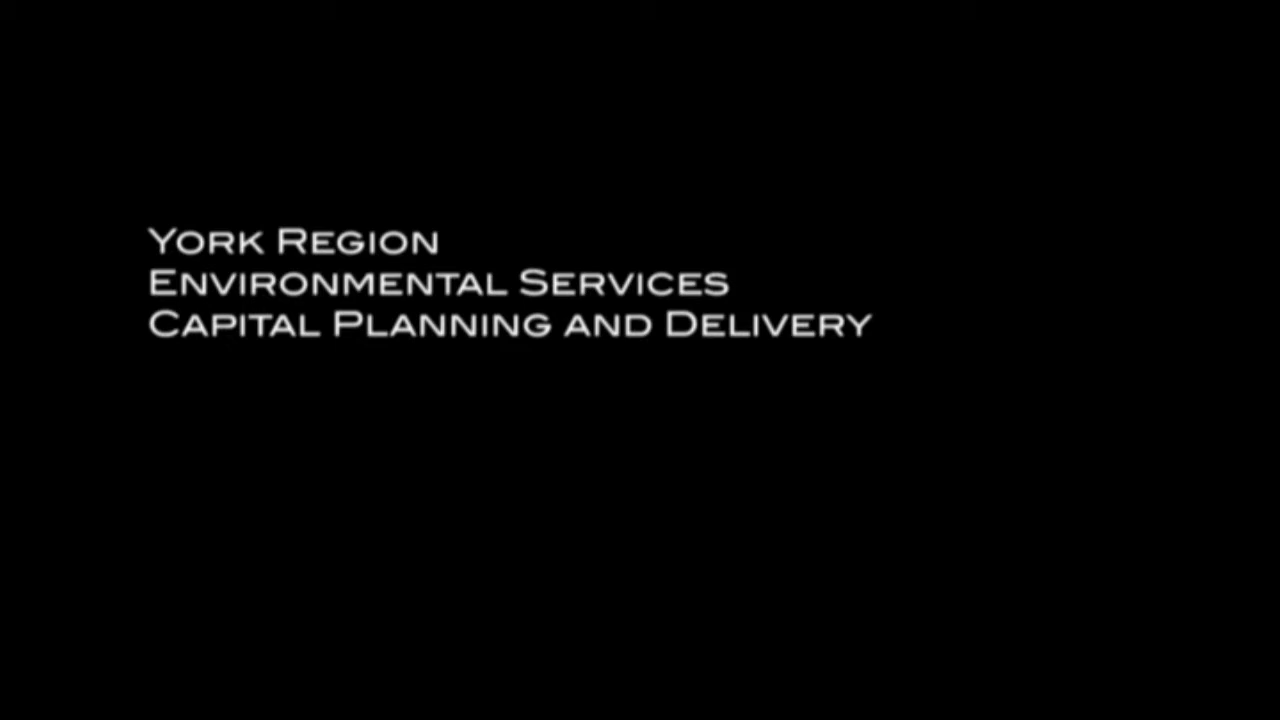 York Region
Environmental Services
Capital Planning and Delivery